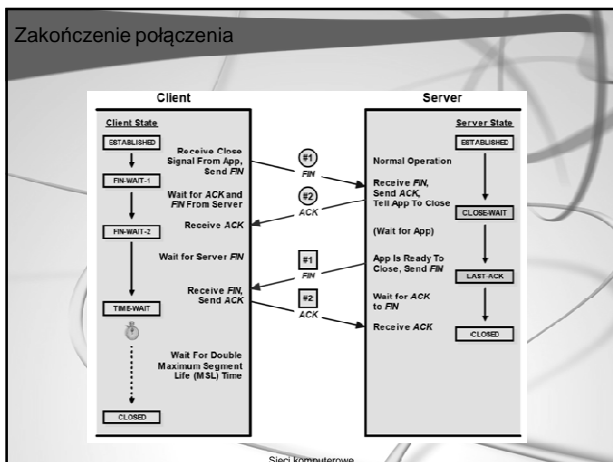 Zakończenie połączenia
Client
Server
Client State
ESTABLISHED
FIN-WAIT-1
FIN-WAIT-2
TIME-WAIT
CLOSED
Receive Close
Signal From App,
Send FIN
Wait for ACK and
FIN From Server
Receive ACK
Wait for Server FIN
Receive FIN,
Send ACK
Wait For Double
Maximum Segment
Life (MSL) Time
#1
FIN
#2
ACK
#1
FIN
#2
ACK
Normal Operation
Receive FIN,
Send ACK,
Tell App To Close
(Wait for App)
App Is Ready To
Close, Send FIN
Wait for ACK
to FIN
Receive ACK
Server State
ESTABLISHED
CLOSE-WAIT
LAST-ACK
CLOSED
Sieci komputerowe